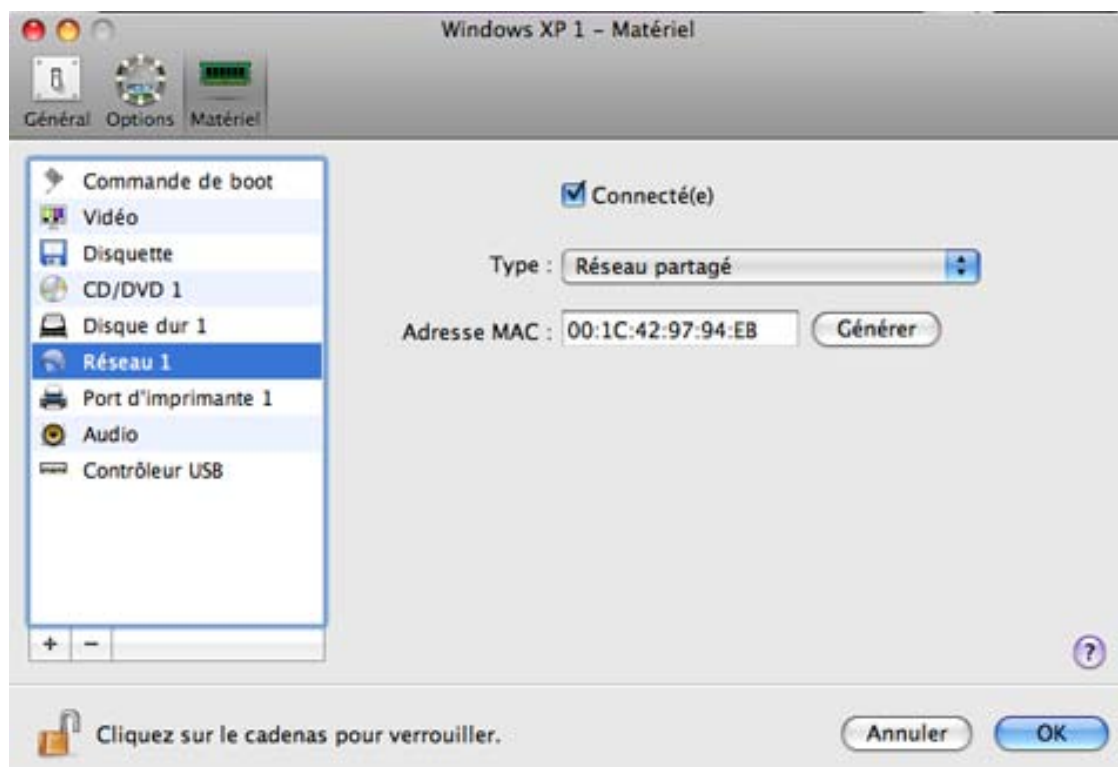 Windows XP 1 – Matériel
Général Options Matériel
Commande de boot
Vidéo
Disquette
CD/DVD 1
Disque dur 1
Réseau 1
Port d'imprimante 1
Audio
Contrôleur USB
+ −
Connecté(e)
Type : Réseau partagé
Adresse MAC : 00:1C:42:97:94:EB Générer
?
Cliquez sur le cadenas pour verrouiller.
Annuler OK